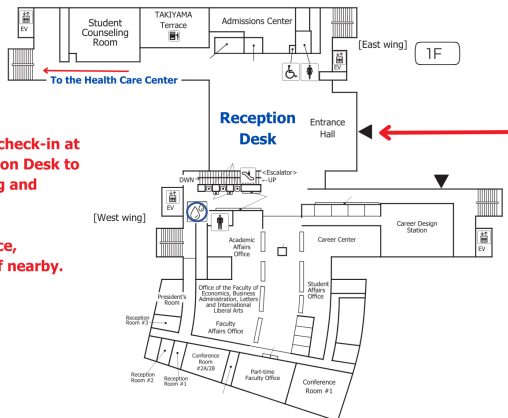 TAKIYAMA
Terrace
Admissions Center
Student
Counseling
Room
EV
EV
[East wing]
1F
To the Health Care Center
Reception
Desk
Entrance
Hall
check-in at
on Desk to
g and
ce,
f nearby.
<Escalator>
DWN→
←UP
EV
[West wing]
Career Design
Station
EV
Academic
Affairs
Office
Career Center
Office of the Faculty of
Economics, Business
Administration, Letters
and International
Liberal Arts
Student
Affairs
Office
President's
Room
Faculty
Affairs Office
Reception
Room #3
Conference
Room
#2A/2B
Reception
Room #2
Reception
Room #1
Part-time
Faculty Office
Conference
Room #1